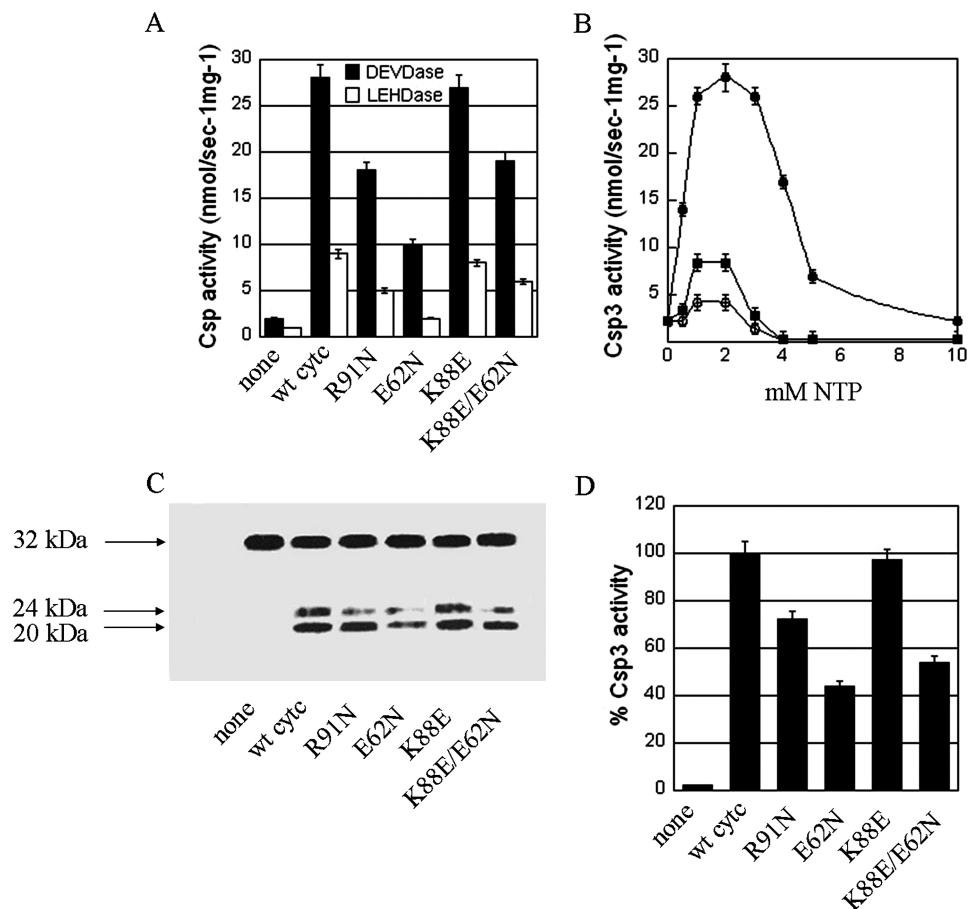 A
Csp activity (nmol/sec-1mg-1)
30
25
20
15
10
5
0
DEVDase
LEHDase
none
wt cytc
R91N
E62N
K88E
K88E/E62N
B
Csp3 activity (nmol/sec-1mg-1)
30
25
20
15
10
5
0
2
4
6
8
10
mM NTP
C
32 kDa
24 kDa
20 kDa
none
wt cytc
R91N
E62N
K88E
K88E/E62N
D
% Csp3 activity
120
100
80
60
40
20
0
none
wt cytc
R91N
E62N
K88E
K88E/E62N